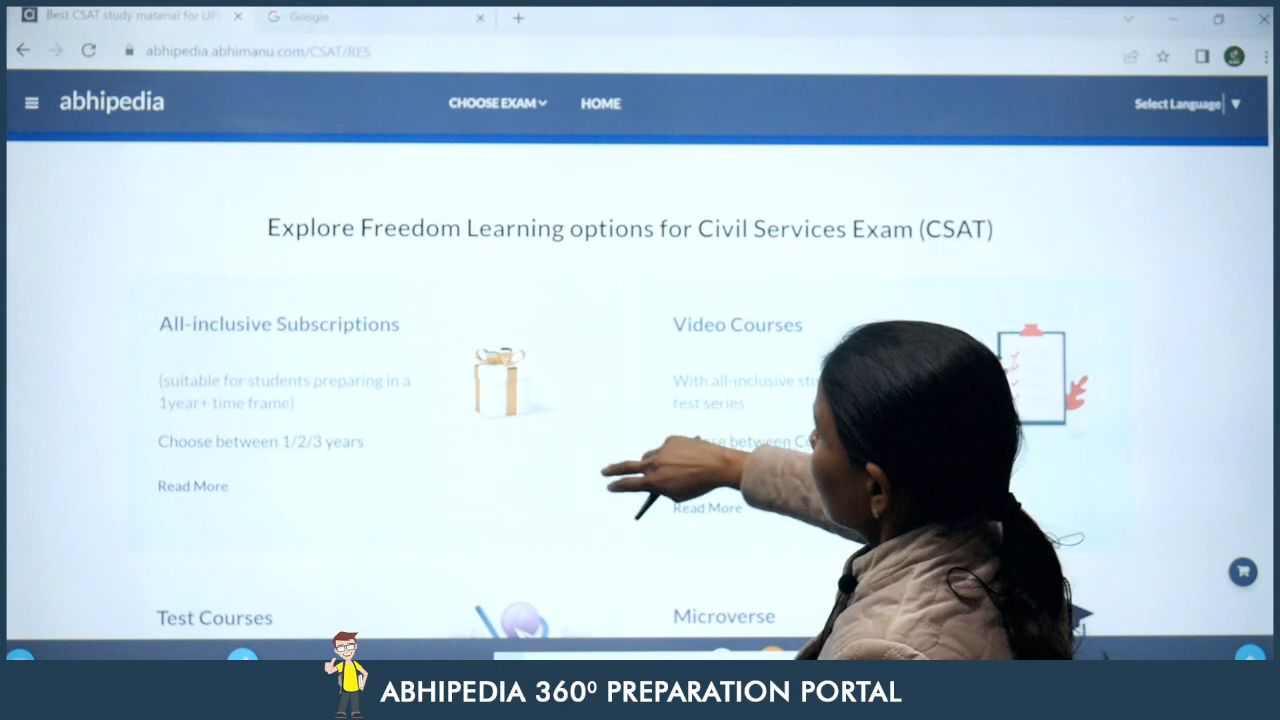 Best CSAT study material for UP
Google
abhipedia.abhimanu.com/CSAT/RES
abhipedia
CHOOSE EXAM
HOME
Select Language
Explore Freedom Learning options for Civil Services Exam (CSAT)
All-inclusive Subscriptions
(suitable for students preparing in a
1year+ time frame)
Choose between 1/2/3 years
Read More
Video Courses
With all-inclusive
test series
between
Read More
Test Courses
Microverse
ABHIPEDIA 360⁰ PREPARATION PORTAL